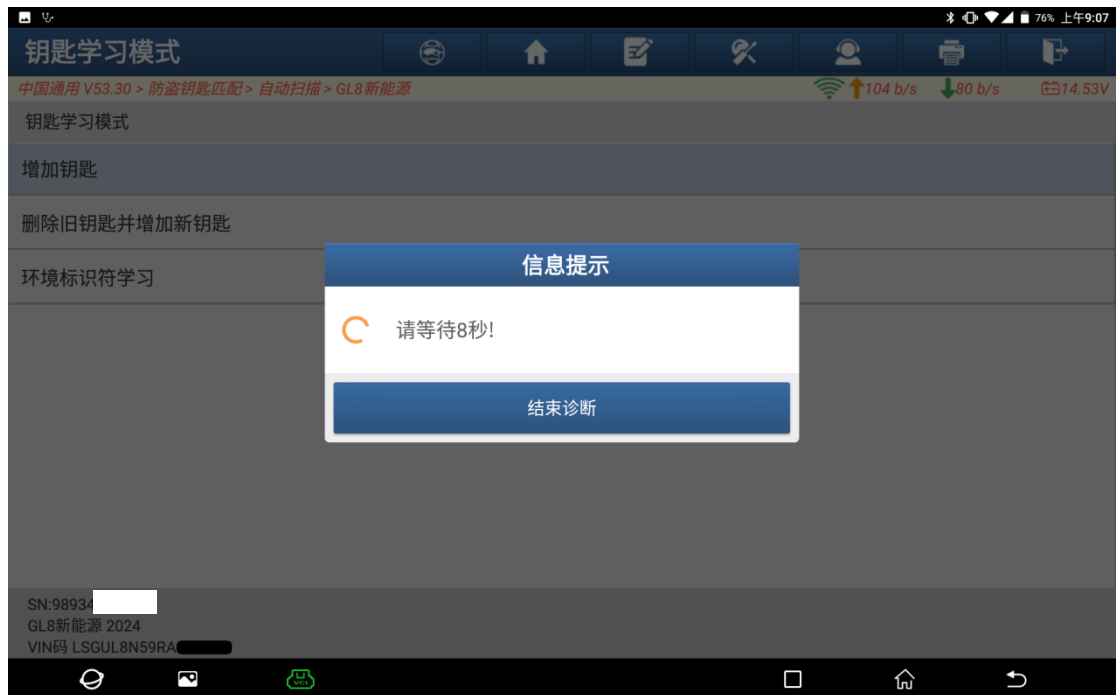 76% 上午9:07
钥匙学习模式
中国通用 V53.30 > 防盗钥匙匹配 > 自动扫描 > GL8新能源 104 b/s 80 b/s 14.53V
钥匙学习模式
增加钥匙
删除旧钥匙并增加新钥匙
环境标识符学习
信息提示
请等待8秒!
结束诊断
SN:98934
GL8新能源 2024
VIN码 LSGUL8N59RA
VCI